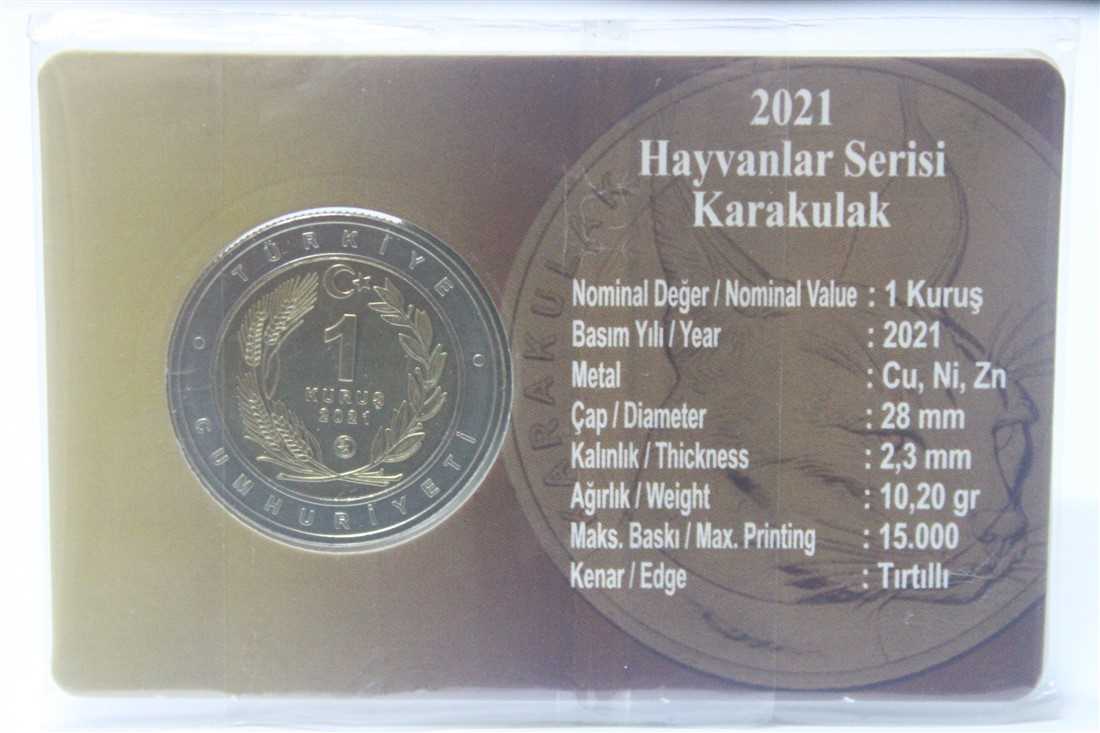 2021
Hayvanlar Serisi
Karakulak
Nominal Değer / Nominal Value : 1 Kuruş
Basım Yılı / Year : 2021
Metal : Cu, Ni, Zn
Çap / Diameter : 28 mm
Kalınlık / Thickness : 2,3 mm
Ağırlık / Weight : 10,20 gr
Maks. Baskı / Max. Printing : 15.000
Kenar / Edge : Tırtıllı
TÜRKİYE
CUMHURİYETİ
1
KURUŞ
2021
KARAKULAK